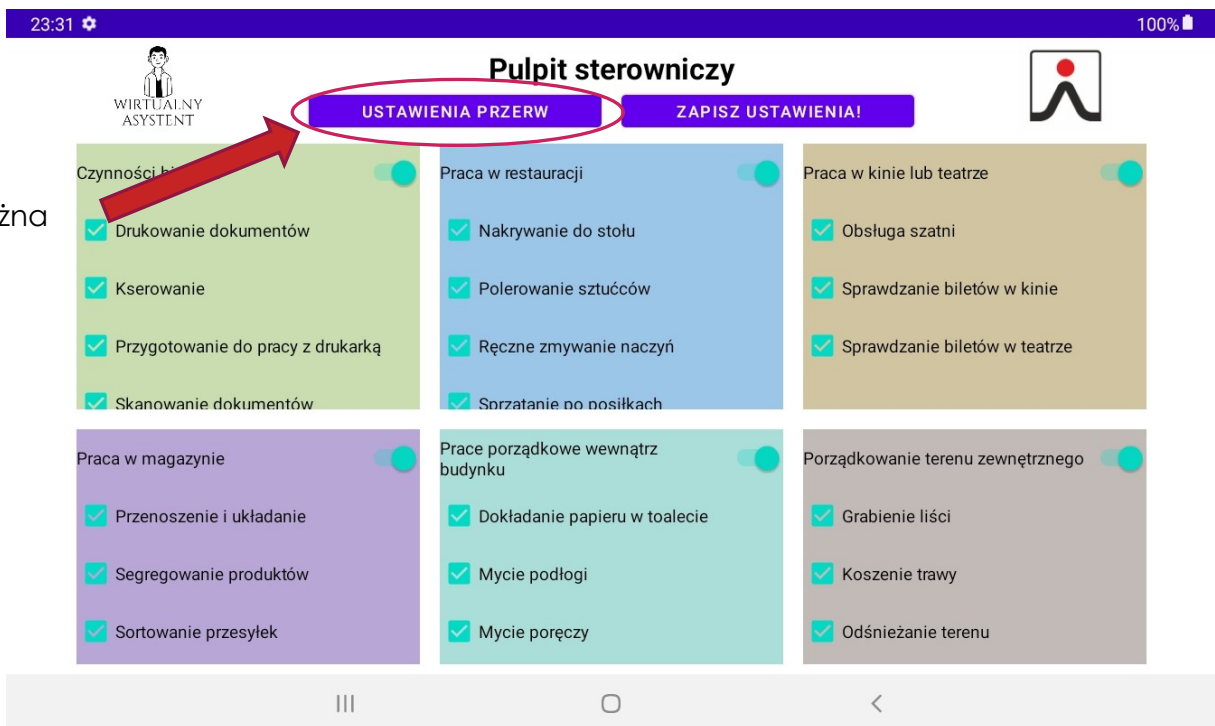 23:31
100%
WIRTUALNY
ASYSTENT
Pulpit sterowniczy
USTAWIENIA PRZERW
ZAPISZ USTAWIENIA!
żna
Czynności
Drukowanie dokumentów
Kserowanie
Przygotowanie do pracy z drukarką
Skanowanie dokumentów
Praca w restauracji
Nakrywanie do stołu
Polerowanie sztućców
Ręczne zmywanie naczyń
Sprzątanie po posiłkach
Praca w kinie lub teatrze
Obsługa szatni
Sprawdzanie biletów w kinie
Sprawdzanie biletów w teatrze
Praca w magazynie
Przenoszenie i układanie
Segregowanie produktów
Sortowanie przesyłek
Prace porządkowe wewnątrz
budynku
Dokładanie papieru w toalecie
Mycie podłogi
Mycie poręczy
Porządkowanie terenu zewnętrznego
Grabienie liści
Koszenie trawy
Odśnieżanie terenu